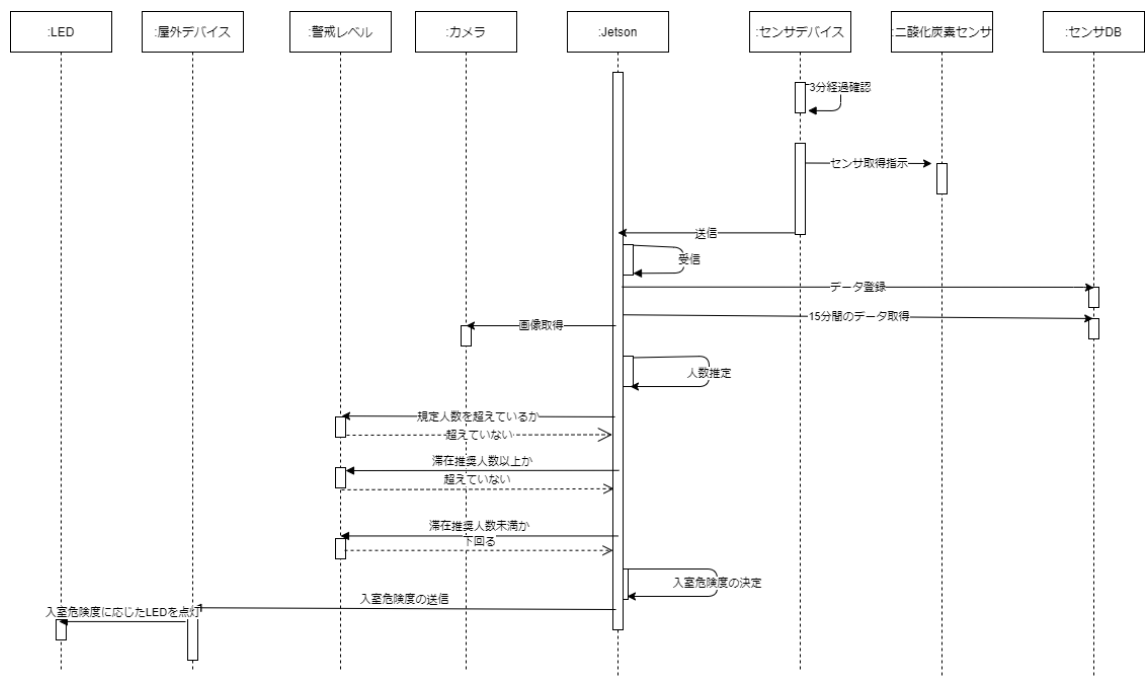 :LED
:屋外デバイス
:警戒レベル
:カメラ
:Jetson
:センサデバイス
:二酸化炭素センサ
:センサDB
3分経過確認
センサ取得指示
送信
受信
データ登録
15分間のデータ取得
画像取得
人数推定
規定人数を超えているか
超えていない
滞在推奨人数以上か
超えていない
滞在推奨人数未満か
下回る
入室危険度の決定
入室危険度の送信
入室危険度に応じたLEDを点灯